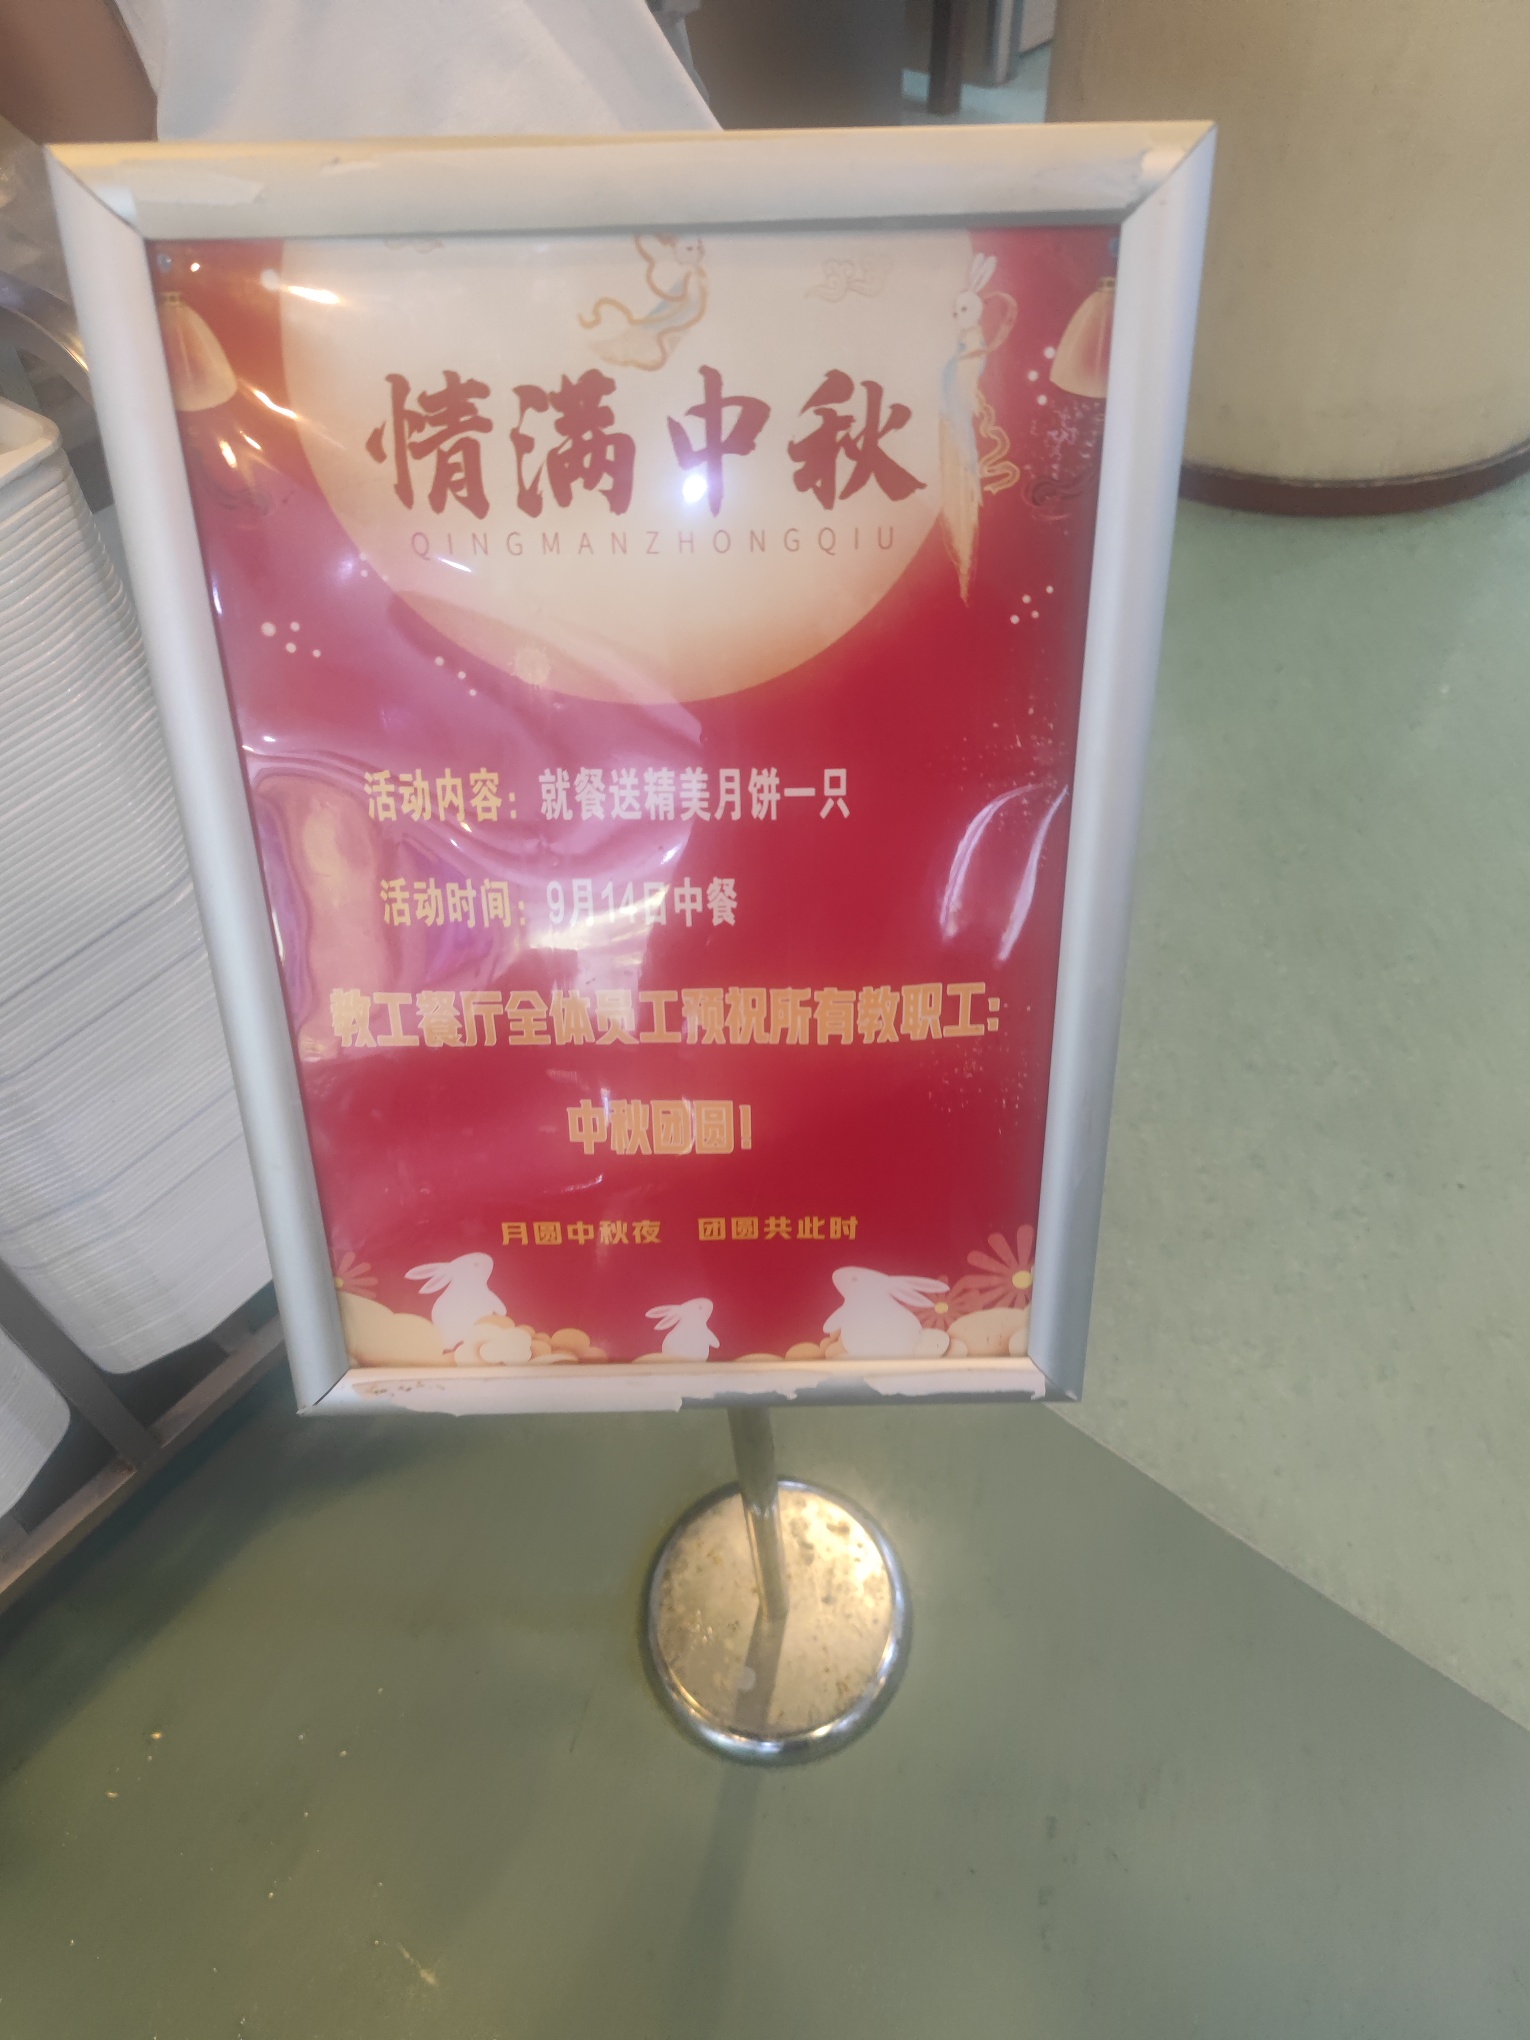 情满中秋
QINGMANZHONGQIU
活动内容：就餐送精美月饼一只
活动时间：9月14日中餐
教工餐厅全体员工预祝所有教职工：
中秋团圆！
月圆中秋夜 团圆共此时